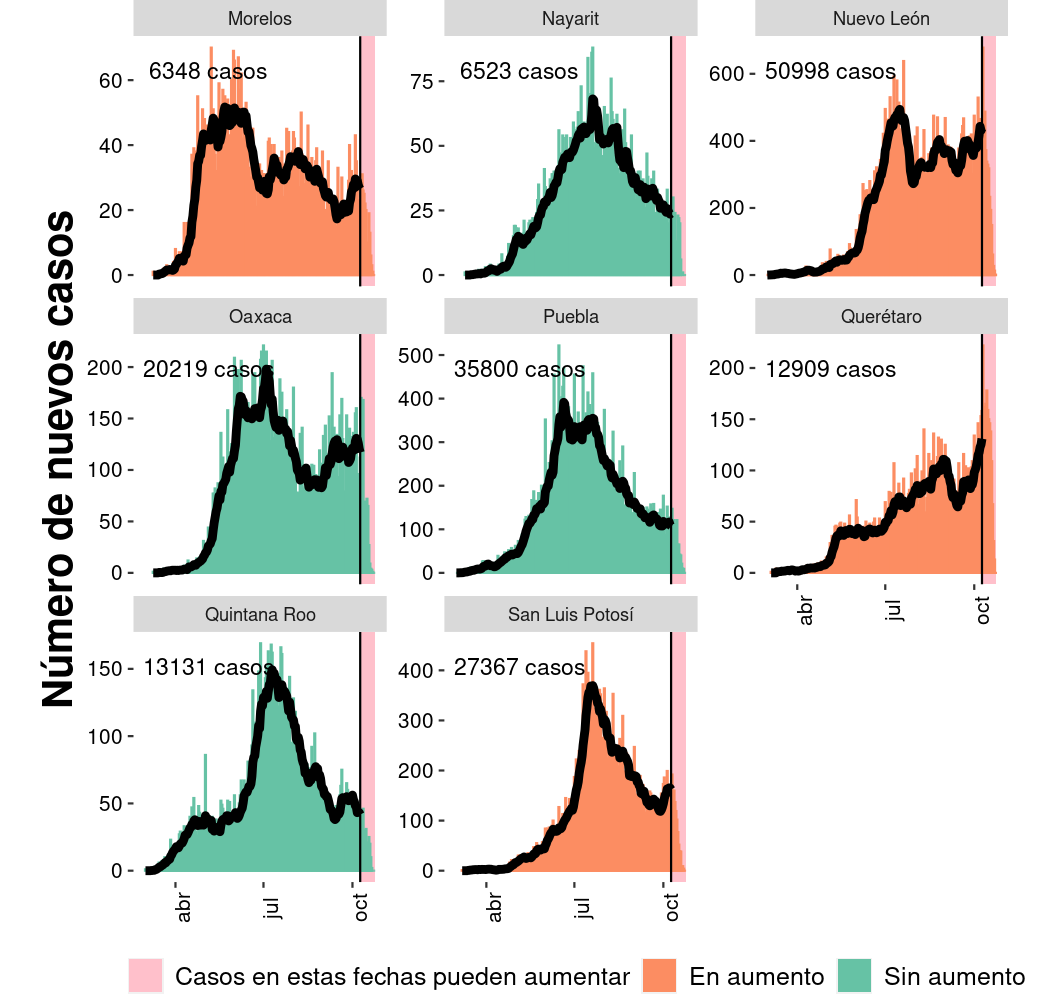 Número de nuevos casos
Morelos
6348 casos
60
40
20
0
Nayarit
6523 casos
75
50
25
0
Nuevo León
50998 casos
600
400
200
0
Oaxaca
20219 casos
200
150
100
50
0
Puebla
35800 casos
500
400
300
200
100
0
Querétaro
12909 casos
200
150
100
50
0
abr
jul
oct
Quintana Roo
13131 casos
150
100
50
0
abr
jul
oct
San Luis Potosí
27367 casos
400
300
200
100
0
abr
jul
oct
Casos en estas fechas pueden aumentar
En aumento
Sin aumento